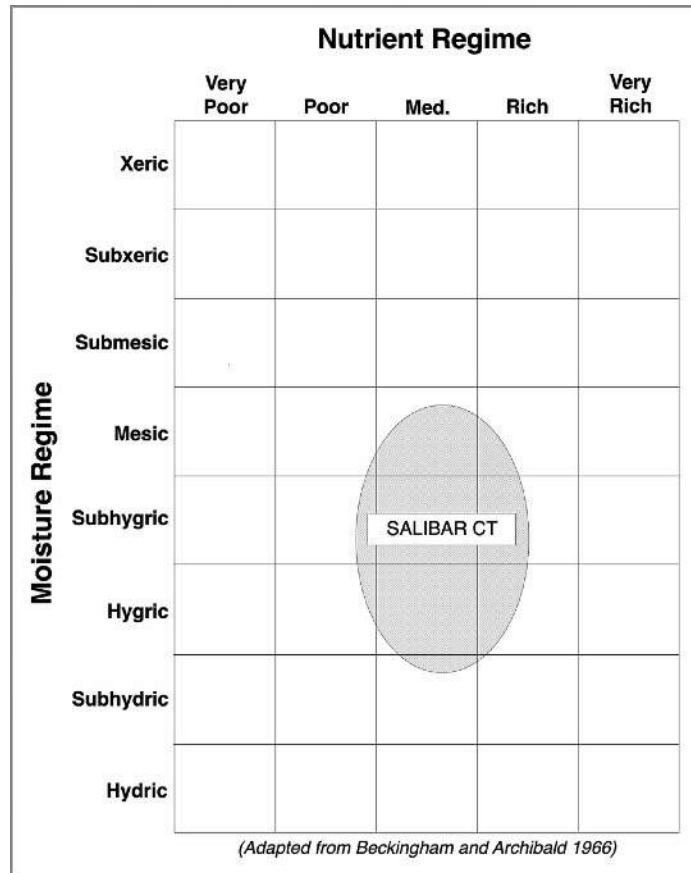 Nutrient Regime
Very Poor
Poor
Med.
Rich
Very Rich
Moisture Regime
Xeric
Subxeric
Submesic
Mesic
Subhygric
SALIBAR CT
Hygric
Subhydric
Hydric
(Adapted from Beckingham and Archibald 1966)